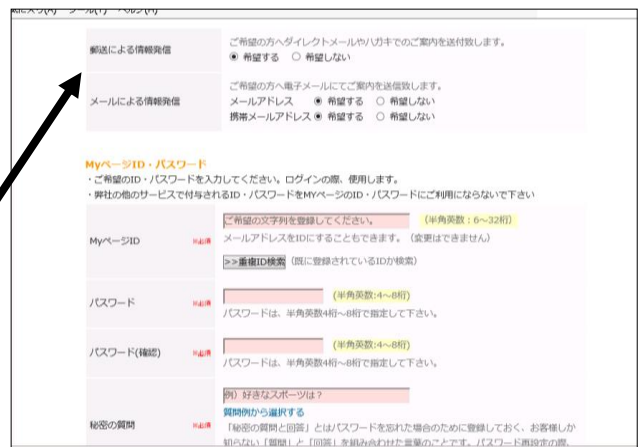 ツール(T) ヘルプ(H)
郵送による情報発信
ご希望の方へダイレクトメールやハガキでのご案内を送付致します。
希望する 希望しない
メールによる情報発信
ご希望の方へ電子メールにてご案内を送信致します。
メールアドレス 希望する 希望しない
携帯メールアドレス 希望する 希望しない
MyページID・パスワード
・ご希望のID・パスワードを入力してください。ログインの際、使用します。
・弊社の他のサービスで付与されるID・パスワードをMYページのID・パスワードにご利用にならないで下さい
ご希望の文字列を登録してください。 (半角英数：6～32桁)
MyページID ※必須 メールアドレスをIDにすることもできます。（変更はできません）
>>重複ID検索 (既に登録されているIDか検索)
(半角英数:4～8桁)
パスワード ※必須
パスワードは、半角英数4桁～8桁で指定して下さい。
(半角英数:4～8桁)
パスワード(確認) ※必須
パスワードは、半角英数4桁～8桁で指定して下さい。
例）好きなスポーツは？
質問例から選択する
秘密の質問 ※必須 「秘密の質問と回答」とはパスワードを忘れた場合のために登録しておく、お客様しか
知らない「質問」と「回答」を組み合わせた言葉のことです。パスワード再設定の際、